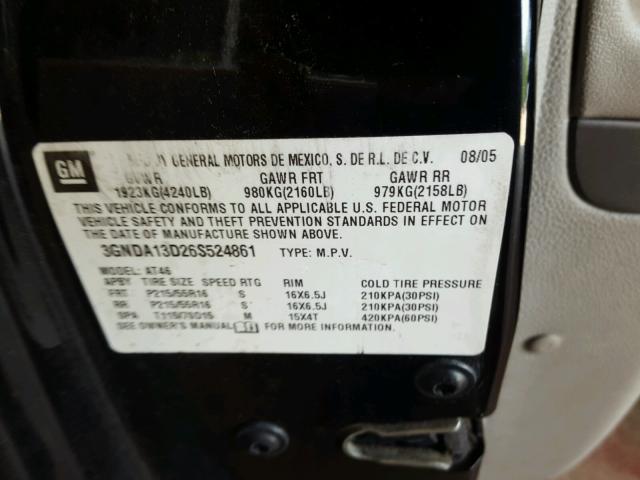 GM
GENERAL MOTORS DE MEXICO, S. DE R.L. DE C.V. 08/05
GVWR GAWR FRT GAWR RR
1923KG(4240LB) 980KG(2160LB) 979KG(2158LB)
THIS VEHICLE CONFORMS TO ALL APPLICABLE U.S. FEDERAL MOTOR
VEHICLE SAFETY AND THEFT PREVENTION STANDARDS IN EFFECT ON
THE DATE OF MANUFACTURE SHOWN ABOVE.
3GNDA13D26S524861 TYPE: M.P.V.
MODEL: AT46
TIRE SIZE SPEED RTG RIM COLD TIRE PRESSURE
FRT P215/55R16 S 16X6.5J 210KPA(30PSI)
RR P215/55R16 S 16X6.5J 210KPA(30PSI)
SPA T115/70D15 M 15X4T 420KPA(60PSI)
SEE OWNER'S MANUAL FOR MORE INFORMATION.